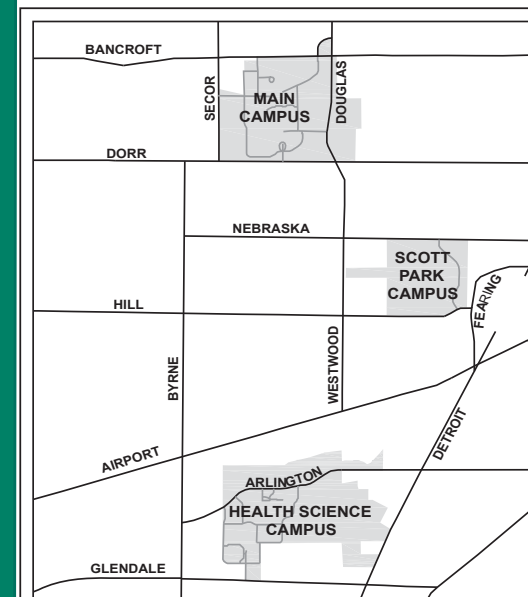 BANCROFT
SECOR
DOUGLAS
MAIN
CAMPUS
DORR
NEBRASKA
SCOTT
PARK
CAMPUS
FEARING
HILL
BYRNE
WESTWOOD
DETROIT
AIRPORT
ARLINGTON
HEALTH SCIENCE
CAMPUS
GLENDALE